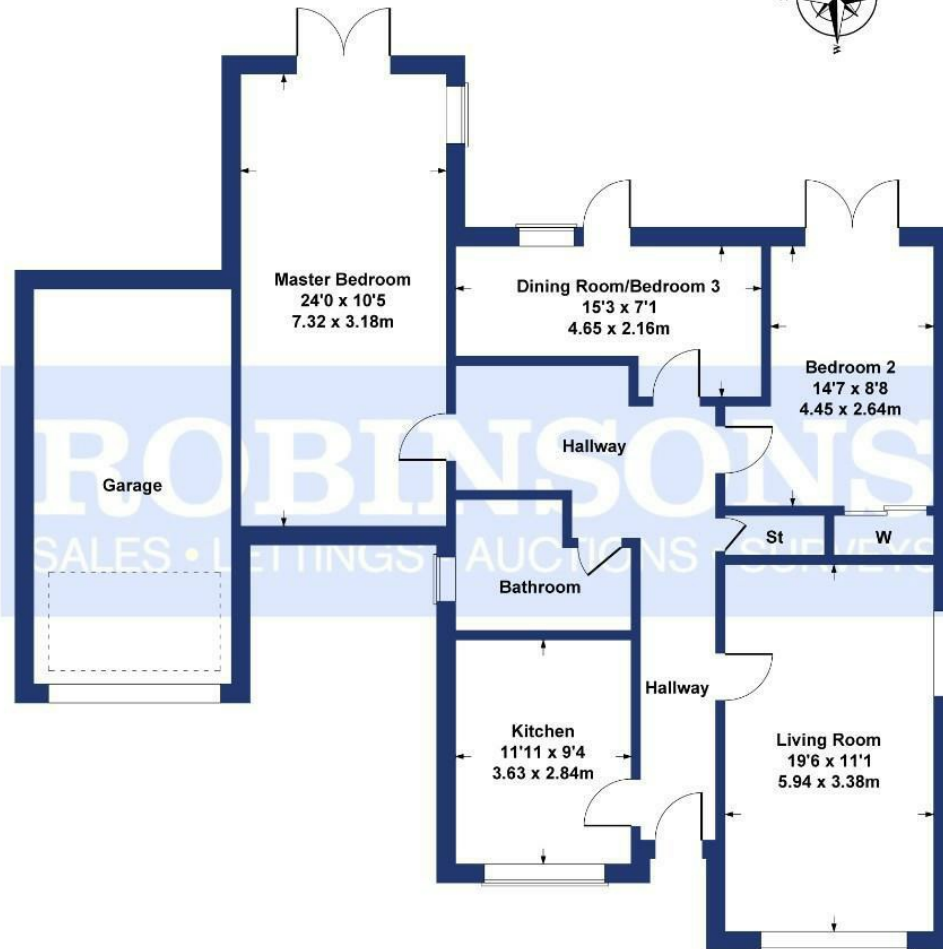 Master Bedroom
24'0 x 10'5
7.32 x 3.18m
Dining Room/Bedroom 3
15'3 x 7'1
4.65 x 2.16m
Bedroom 2
14'7 x 8'8
4.45 x 2.64m
ROBINSONS
SALES • LETTINGS • AUCTIONS • SURVEYS
Hallway
Garage
St
W
Bathroom
Hallway
Kitchen
11'11 x 9'4
3.63 x 2.84m
Living Room
19'6 x 11'1
5.94 x 3.38m